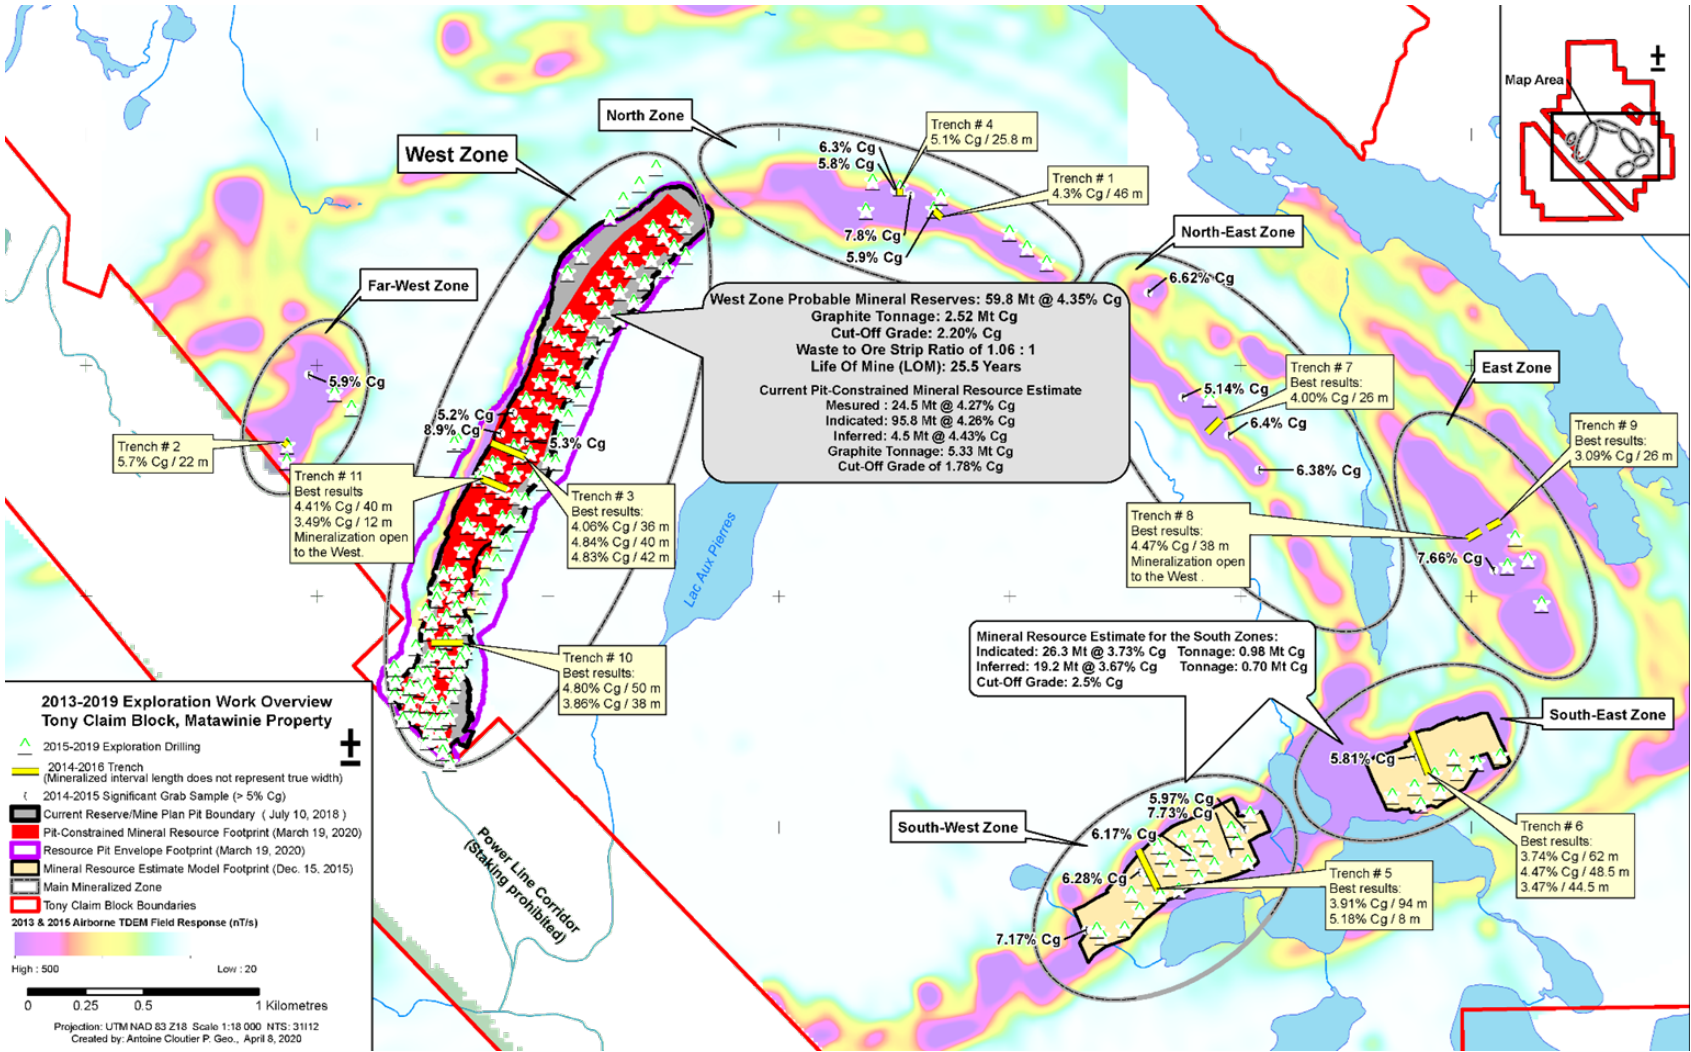 Map Area
North Zone
Trench # 4
5.1% Cg / 25.8 m
6.3% Cg
5.8% Cg
West Zone
Trench # 1
4.3% Cg / 46 m
7.8% Cg
5.9% Cg
North-East Zone
6.62% Cg
Far-West Zone
5.9% Cg
West Zone Probable Mineral Reserves: 59.8 Mt @ 4.35% Cg
Graphite Tonnage: 2.52 Mt Cg
Cut-Off Grade: 2.20% Cg
Waste to Ore Strip Ratio of 1.06 : 1
Life Of Mine (LOM): 25.5 Years
Current Pit-Constrained Mineral Resource Estimate
Mesured : 24.5 Mt @ 4.27% Cg
Indicated: 95.8 Mt @ 4.26% Cg
Inferred: 4.5 Mt @ 4.43% Cg
Graphite Tonnage: 5.33 Mt Cg
Cut-Off Grade of 1.78% Cg
Trench # 7
Best results:
4.00% Cg / 26 m
East Zone
5.14% Cg
6.4% Cg
6.38% Cg
Trench # 9
Best results:
3.09% Cg / 26 m
5.2% Cg
8.9% Cg
5.3% Cg
Trench # 2
5.7% Cg / 22 m
Trench # 11
Best results
4.41% Cg / 40 m
3.49% Cg / 12 m
Mineralization open
to the West.
Trench # 3
Best results:
4.06% Cg / 36 m
4.84% Cg / 40 m
4.83% Cg / 42 m
Lac Aux Pierres
Trench # 8
Best results:
4.47% Cg / 38 m
Mineralization open
to the West .
7.66% Cg
Trench # 10
Best results:
4.80% Cg / 50 m
3.86% Cg / 38 m
Mineral Resource Estimate for the South Zones:
Indicated: 26.3 Mt @ 3.73% Cg Tonnage: 0.98 Mt Cg
Inferred: 19.2 Mt @ 3.67% Cg Tonnage: 0.70 Mt Cg
Cut-Off Grade: 2.5% Cg
South-East Zone
5.81% Cg
South-West Zone
5.97% Cg
7.73% Cg
6.17% Cg
6.28% Cg
7.17% Cg
Trench # 6
Best results:
3.74% Cg / 62 m
4.47% Cg / 48.5 m
3.47% / 44.5 m
Trench # 5
Best results:
3.91% Cg / 94 m
5.18% Cg / 8 m
Power Line Corridor
(Staking prohibited)
2013-2019 Exploration Work Overview
Tony Claim Block, Matawinie Property
2015-2019 Exploration Drilling
2014-2016 Trench
(Mineralized interval length does not represent true width)
2014-2015 Significant Grab Sample (> 5% Cg)
Current Reserve/Mine Plan Pit Boundary ( July 10, 2018 )
Pit-Constrained Mineral Resource Footprint (March 19, 2020)
Resource Pit Envelope Footprint (March 19, 2020)
Mineral Resource Estimate Model Footprint (Dec. 15, 2015)
Main Mineralized Zone
Tony Claim Block Boundaries
2013 & 2016 Airborne TDEM Field Response (nT/s)
High : 500 Low : 20
0 0.25 0.5 1 Kilometres
Projection: UTM NAD 83 Z18 Scale 1:18 000 NTS: 31I12
Created by: Antoine Cloutier P. Geo., April 8, 2020